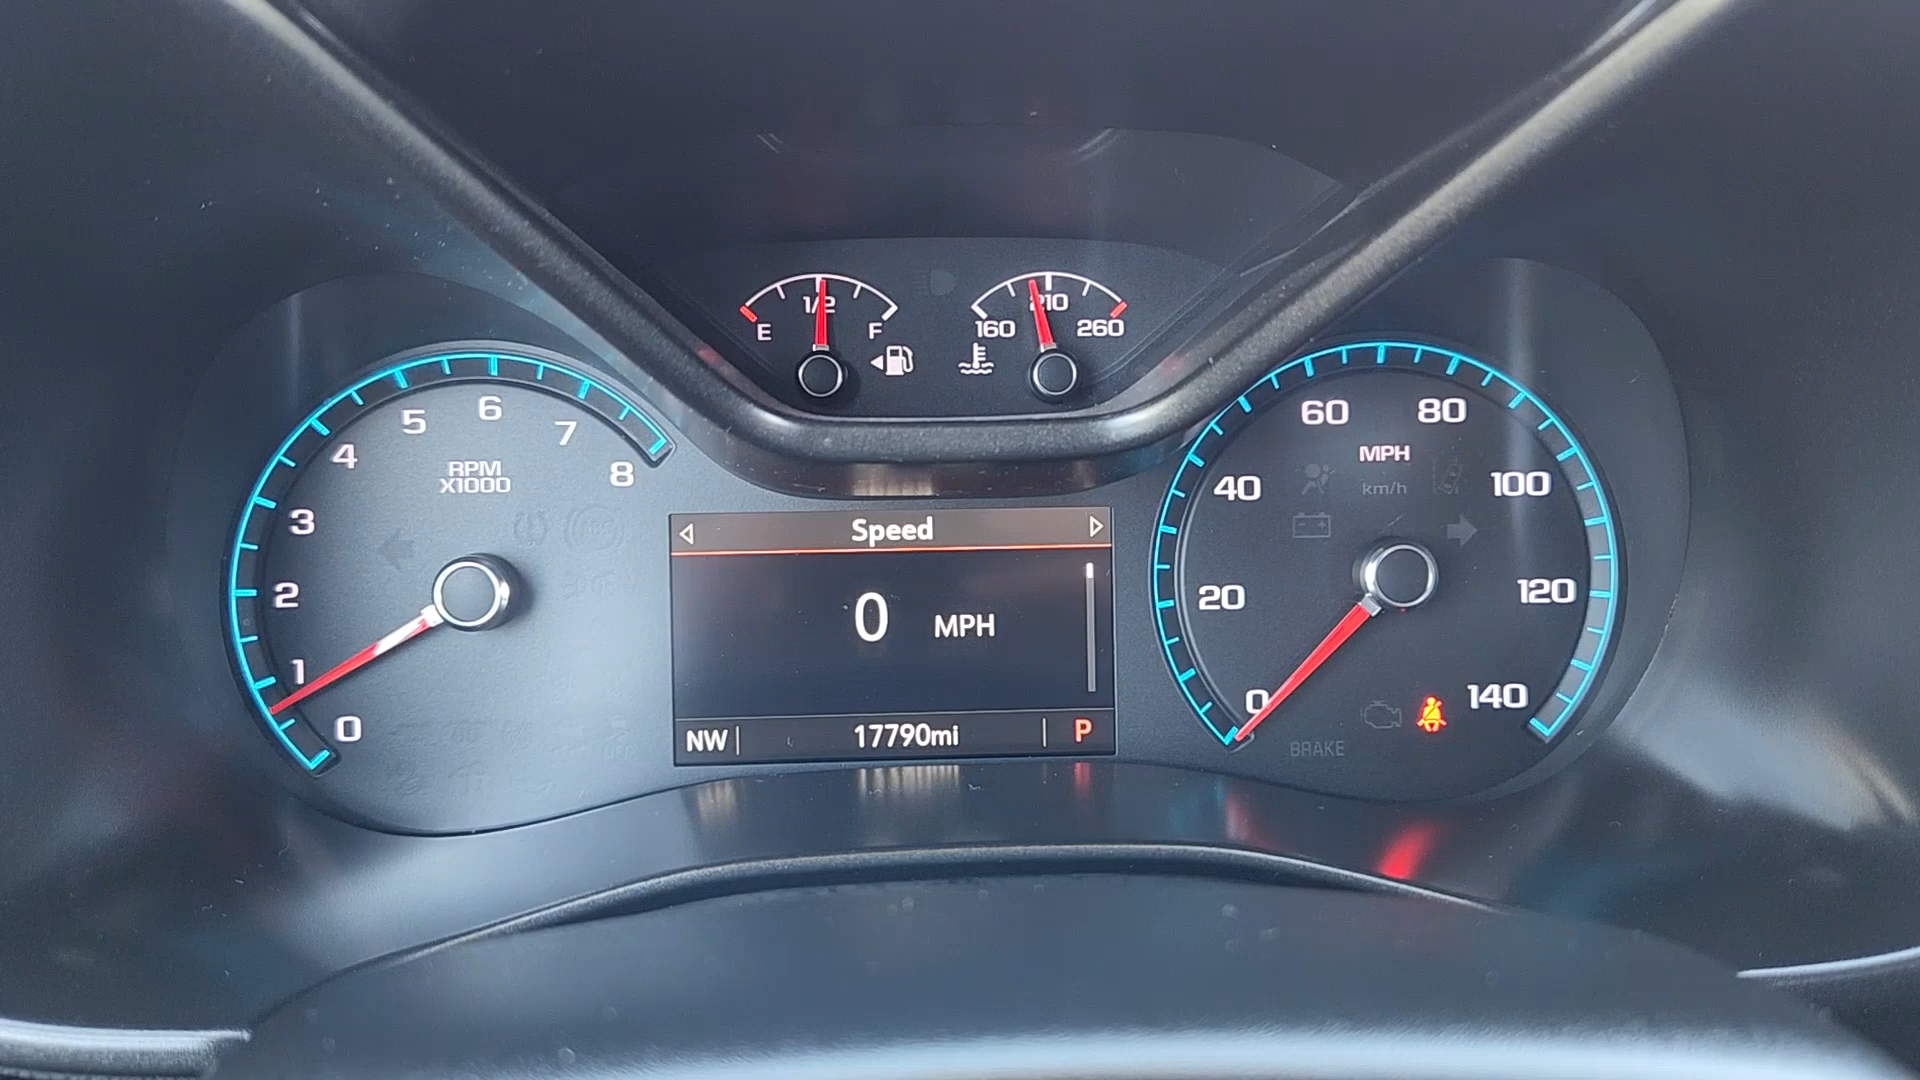 1/2
E F
210
160 260
5 6 7
4 8
RPM
X1000
3
2
1
0
Speed
0 MPH
NW 17790mi P
60 80
MPH
40 km/h 100
20 120
0 140
BRAKE